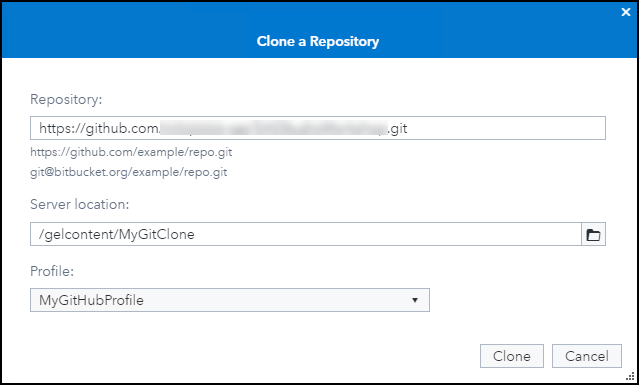 Clone a Repository
Repository:
https://github.com .git
https://github.com/example/repo.git
git@bitbucket.org/example/repo.git
Server location:
/gelcontent/MyGitClone
Profile:
MyGitHubProfile
Clone Cancel